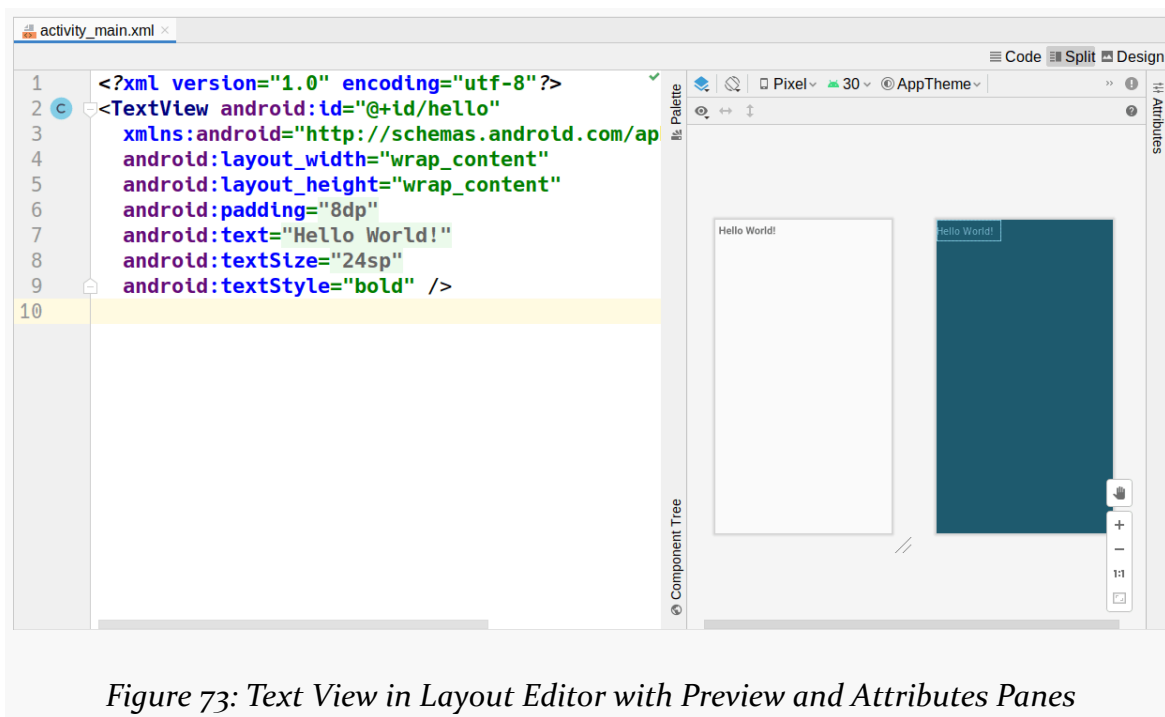 activity_main.xml
Code Split Design
1 <?xml version="1.0" encoding="utf-8"?>
2 C <TextView android:id="@+id/hello"
3 xmlns:android="http://schemas.android.com/ap
4 android:layout_width="wrap_content"
5 android:layout_height="wrap_content"
6 android:padding="8dp"
7 android:text="Hello World!"
8 android:textSize="24sp"
9 android:textStyle="bold" />
10
Palette
Component Tree
Pixel 30 AppTheme »
Hello World!
Hello World!
1:1
Attributes
Figure 73: Text View in Layout Editor with Preview and Attributes Panes